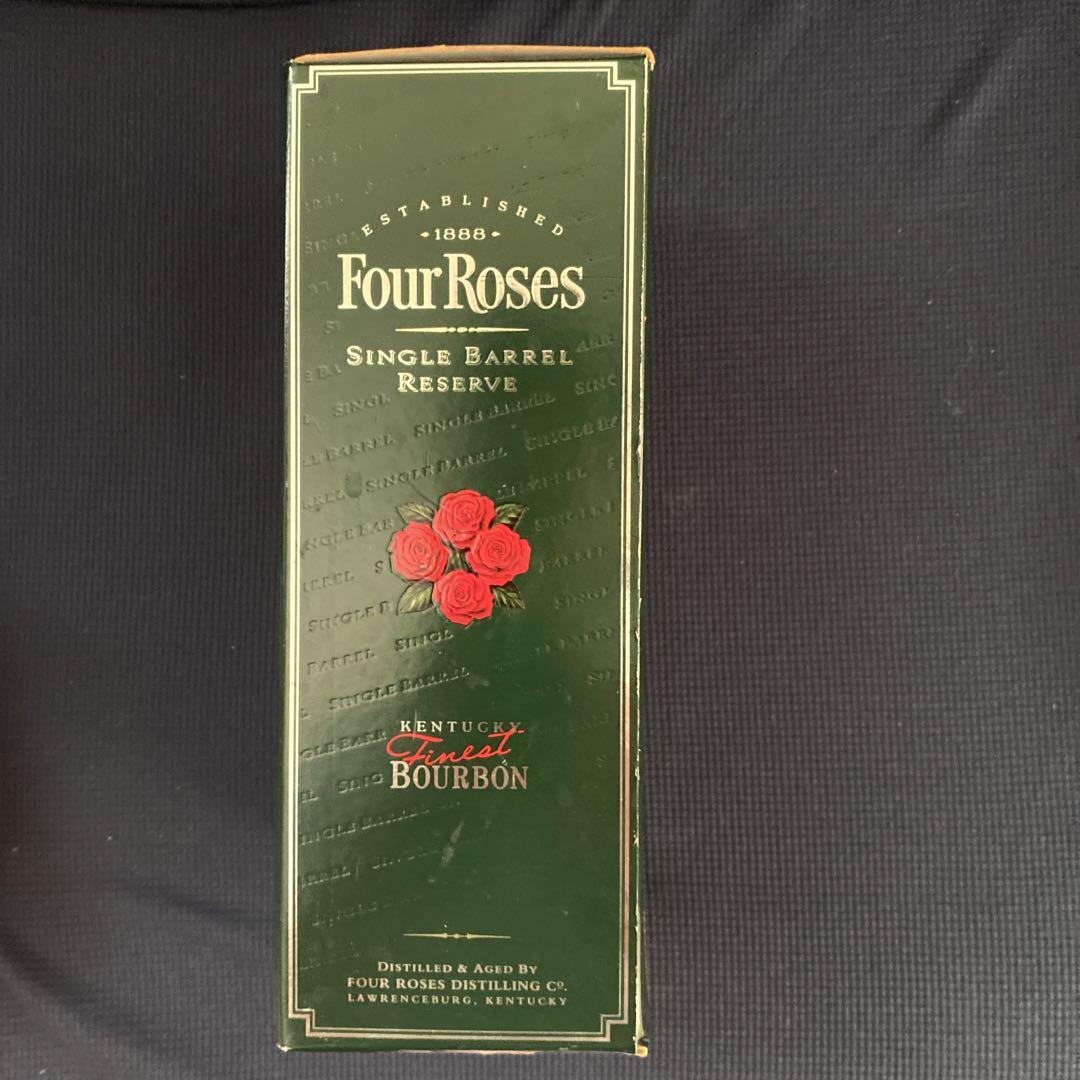 ESTABLISHED
1888
Four Roses
SINGLE BARREL
RESERVE
KENTUCKY
Finest
BOURBON
DISTILLED & AGED BY
FOUR ROSES DISTILLING Cº.
LAWRENCEBURG, KENTUCKY